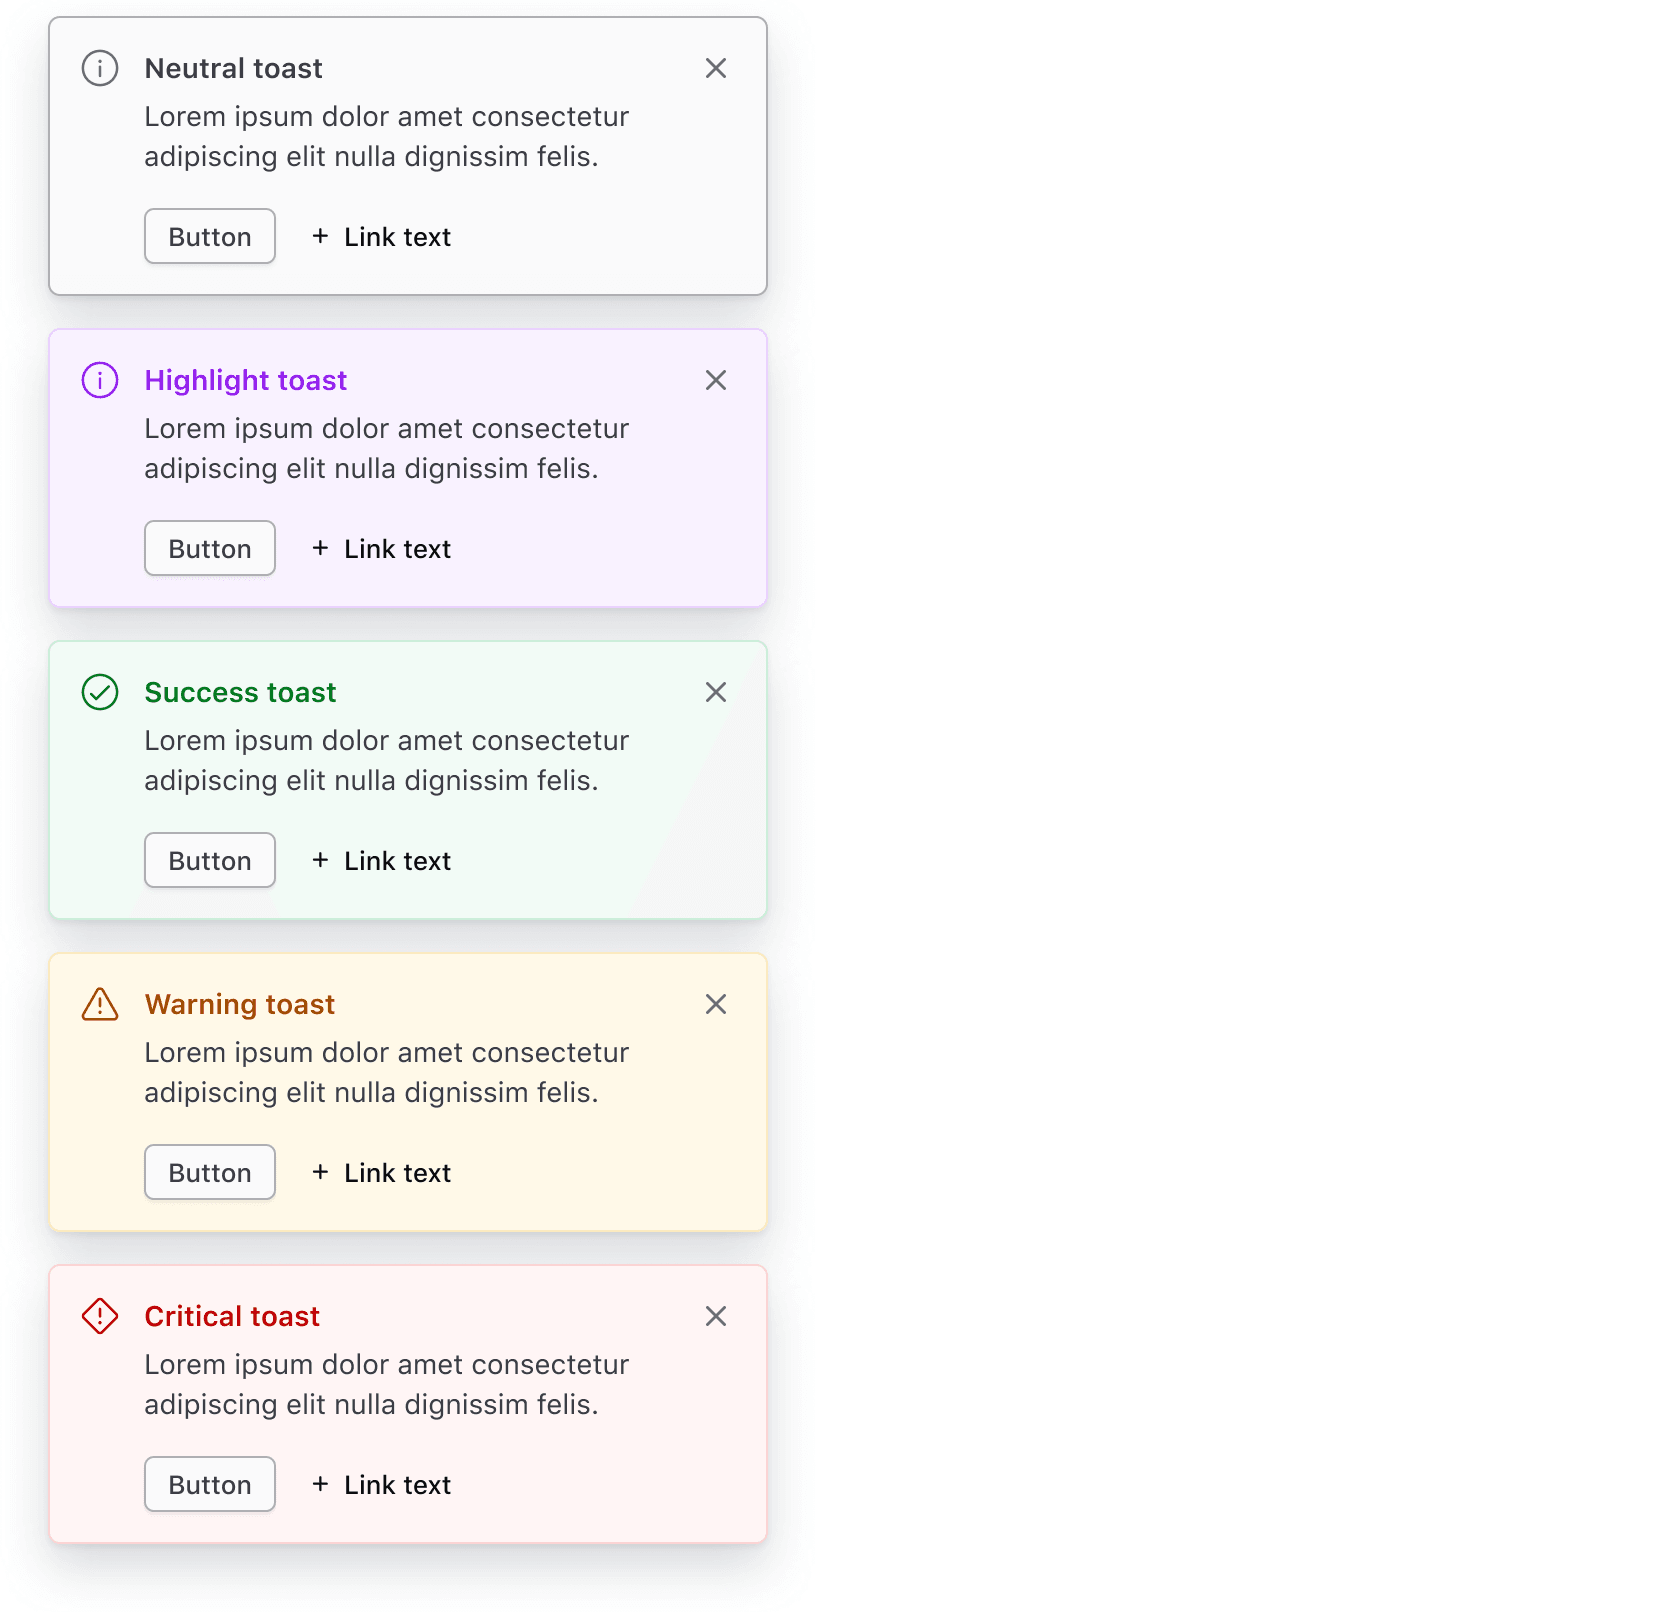 Neutral toast
Lorem ipsum dolor amet consectetur
adipiscing elit nulla dignissim felis.
Button + Link text
Highlight toast
Lorem ipsum dolor amet consectetur
adipiscing elit nulla dignissim felis.
Button + Link text
Success toast
Lorem ipsum dolor amet consectetur
adipiscing elit nulla dignissim felis.
Button + Link text
Warning toast
Lorem ipsum dolor amet consectetur
adipiscing elit nulla dignissim felis.
Button + Link text
Critical toast
Lorem ipsum dolor amet consectetur
adipiscing elit nulla dignissim felis.
Button + Link text